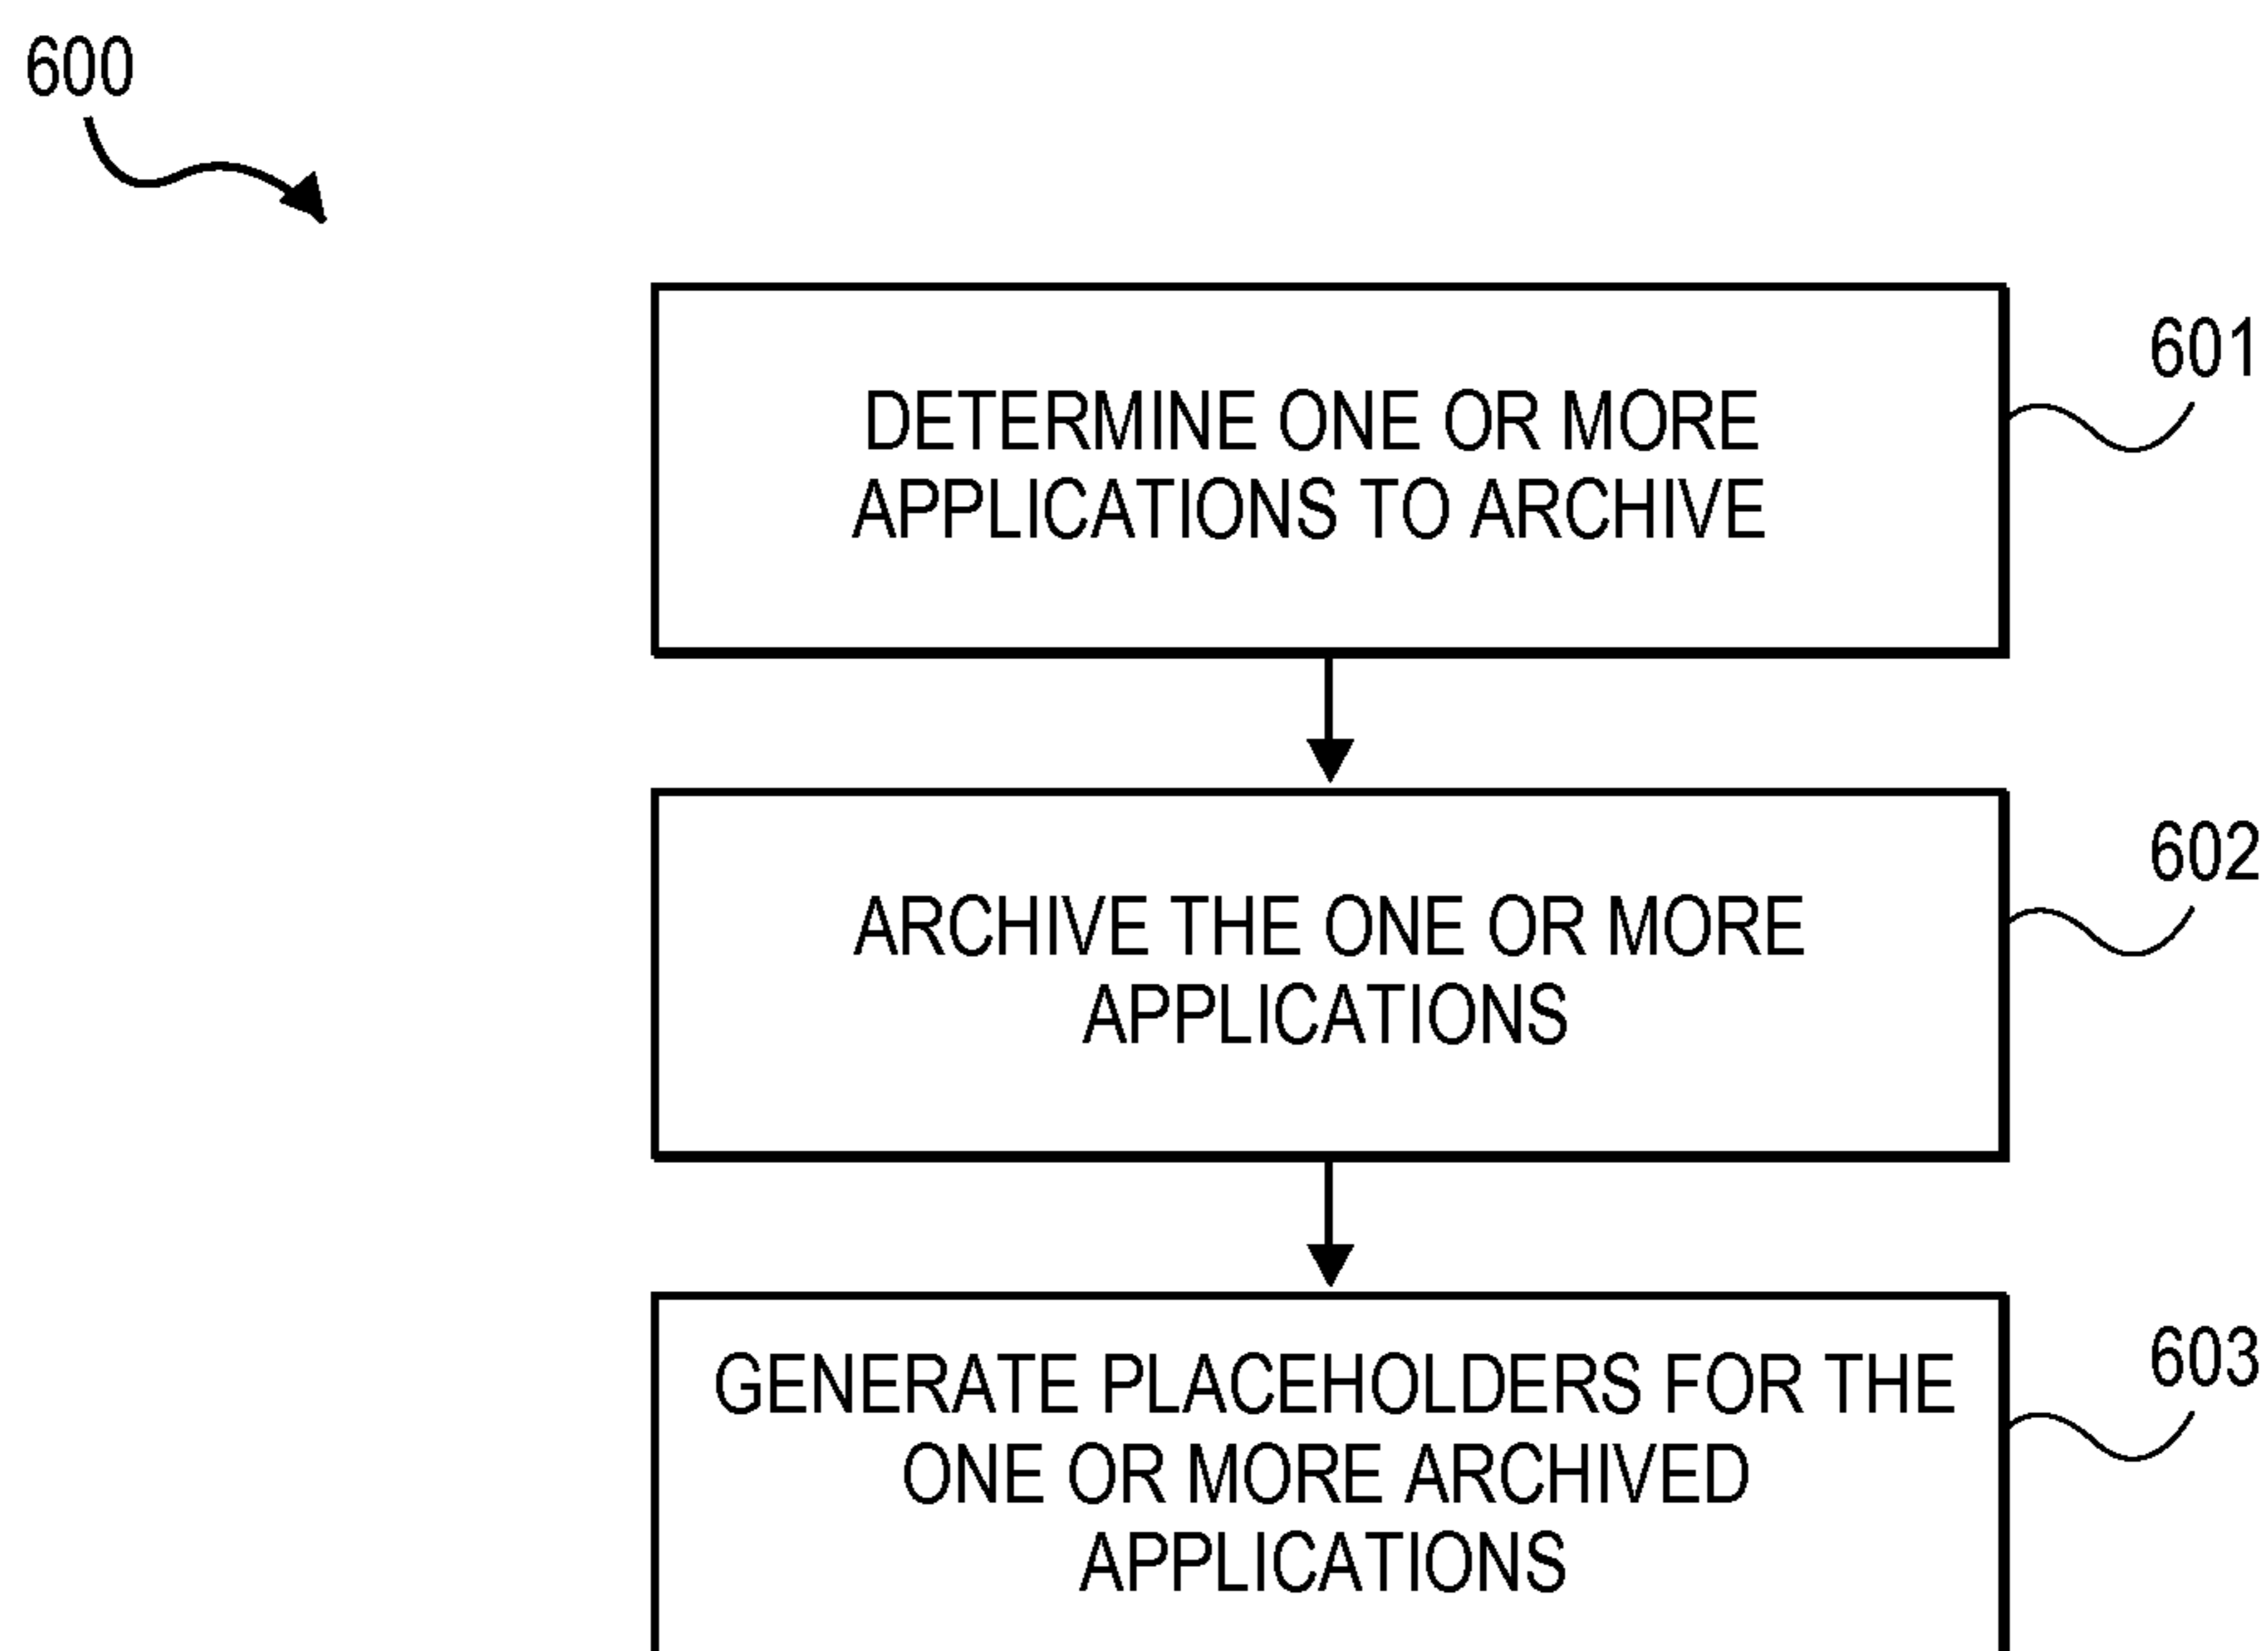 600
601
DETERMINE ONE OR MORE
APPLICATIONS TO ARCHIVE
602
ARCHIVE THE ONE OR MORE
APPLICATIONS
603
GENERATE PLACEHOLDERS FOR THE
ONE OR MORE ARCHIVED
APPLICATIONS